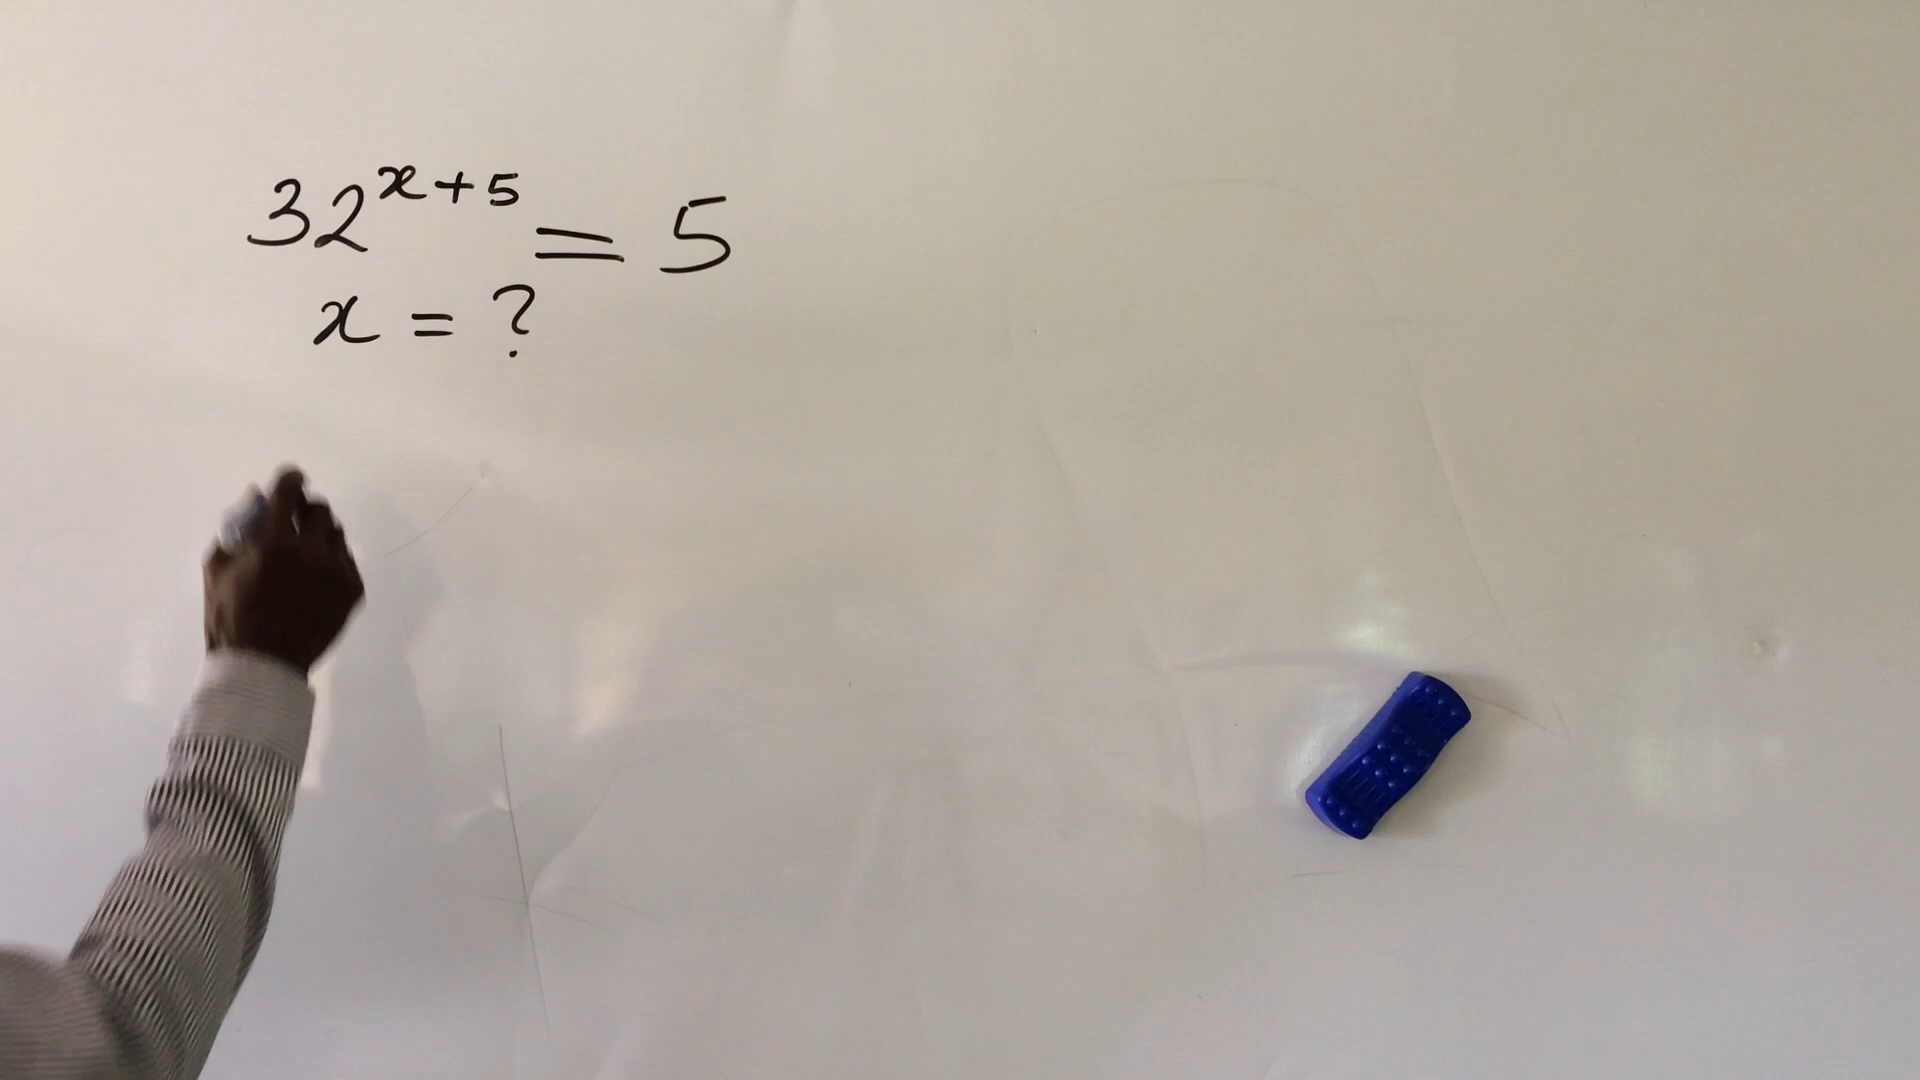 32^{x+5} = 5
x = ?